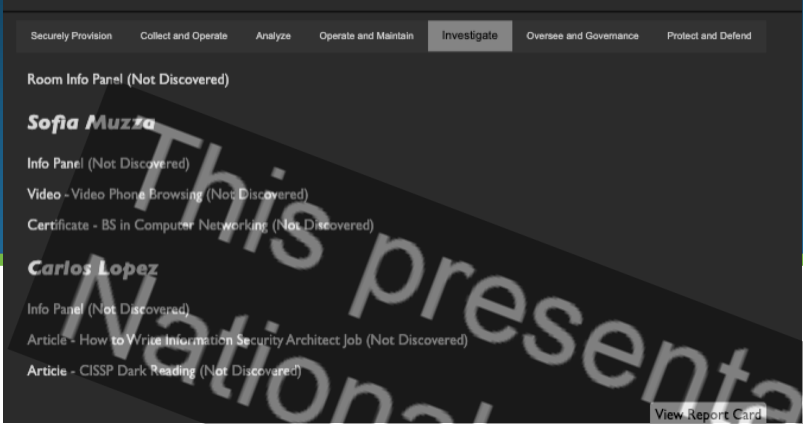 Securely Provision Collect and Operate Analyze Operate and Maintain Investigate Oversee and Governance Protect and Defend
Room Info Panel (Not Discovered)
Sofia Muzza
Info Panel (Not Discovered)
Video - Video Phone Browsing (Not Discovered)
Certificate - BS in Computer Networking (Not Discovered)
Carlos Lopez
Info Panel (Not Discovered)
Article - How to Write Information Security Architect Job (Not Discovered)
Article - CISSP Dark Reading (Not Discovered)
This presenta
National
View Report Card